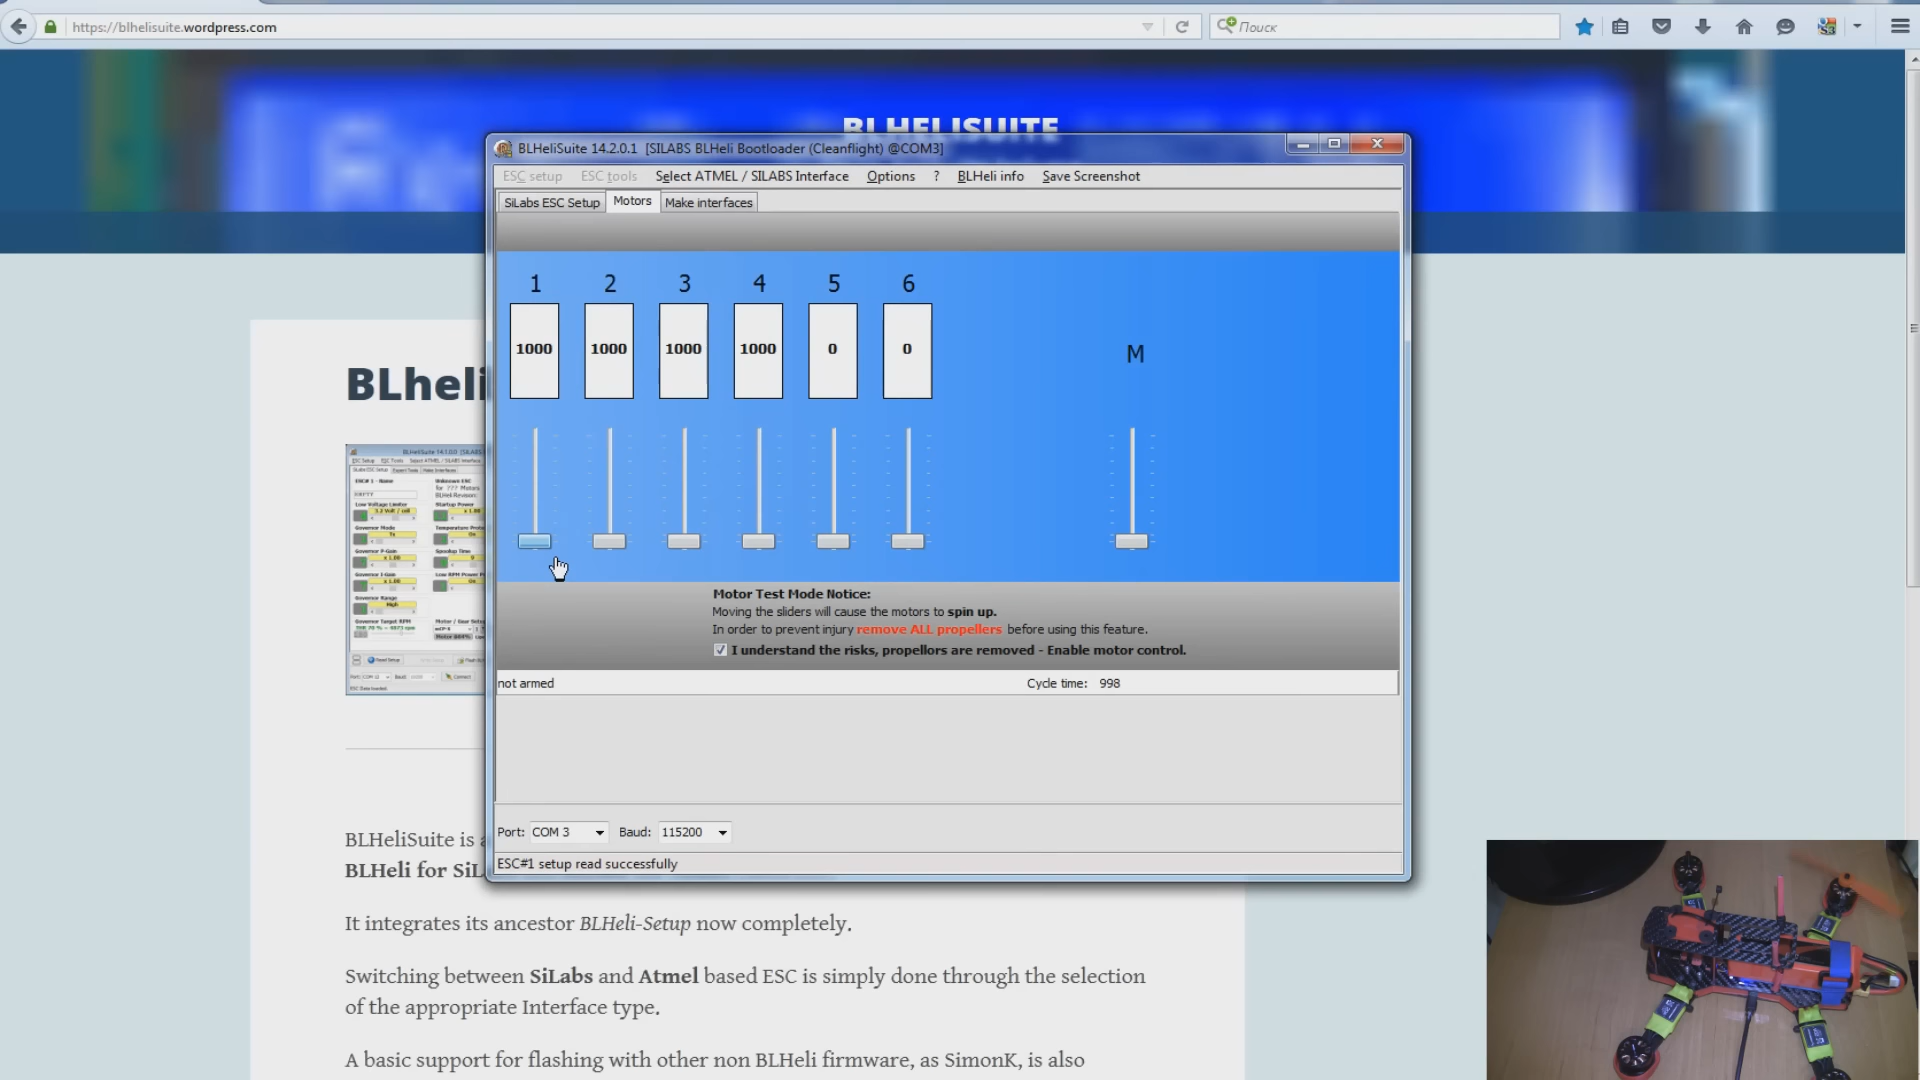 https://blhelisuite.wordpress.com
Поиск
BLHELISUITE
BLHeliSuite 14.2.0.1 [SILABS BLHeli Bootloader (Cleanflight) @COM3]
ESC setup ESC tools Select ATMEL / SILABS Interface Options ? BLHeli info Save Screenshot
SiLabs ESC Setup Motors Make interfaces
1 2 3 4 5 6
1000 1000 1000 1000 0 0
M
BLheli
Motor Test Mode Notice:
Moving the sliders will cause the motors to spin up.
In order to prevent injury remove ALL propellers before using this feature.
I understand the risks, propellors are removed - Enable motor control.
not armed Cycle time: 998
Port: COM 3 Baud: 115200
ESC#1 setup read successfully
BLHeliSuite is
BLHeli for SiL
It integrates its ancestor BLHeli-Setup now completely.
Switching between SiLabs and Atmel based ESC is simply done through the selection
of the appropriate Interface type.
A basic support for flashing with other non BLHeli firmware, as SimonK, is also